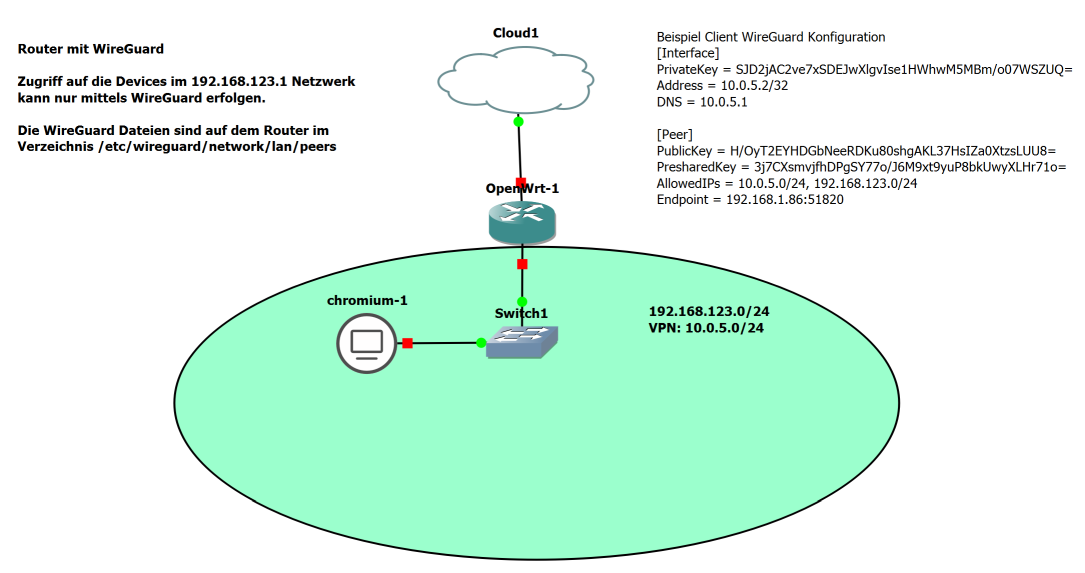 Router mit WireGuard
Zugriff auf die Devices im 192.168.123.1 Netzwerk
kann nur mittels WireGuard erfolgen.
Die WireGuard Dateien sind auf dem Router im
Verzeichnis /etc/wireguard/network/lan/peers
Cloud1
Beispiel Client WireGuard Konfiguration
[Interface]
PrivateKey = SJD2jAC2ve7xSDEJwXlgvIse1HWhwM5MBm/o07WSZUQ=
Address = 10.0.5.2/32
DNS = 10.0.5.1
[Peer]
PublicKey = H/OyT2EYHDGbNeeRDKu80shgAKL37HsIZa0XtzsLUU8=
PresharedKey = 3j7CXsmvjfhDPgSY77o/J6M9xt9yuP8bkUwyXLHr71o=
AllowedIPs = 10.0.5.0/24, 192.168.123.0/24
Endpoint = 192.168.1.86:51820
OpenWrt-1
chromium-1
Switch1
192.168.123.0/24
VPN: 10.0.5.0/24